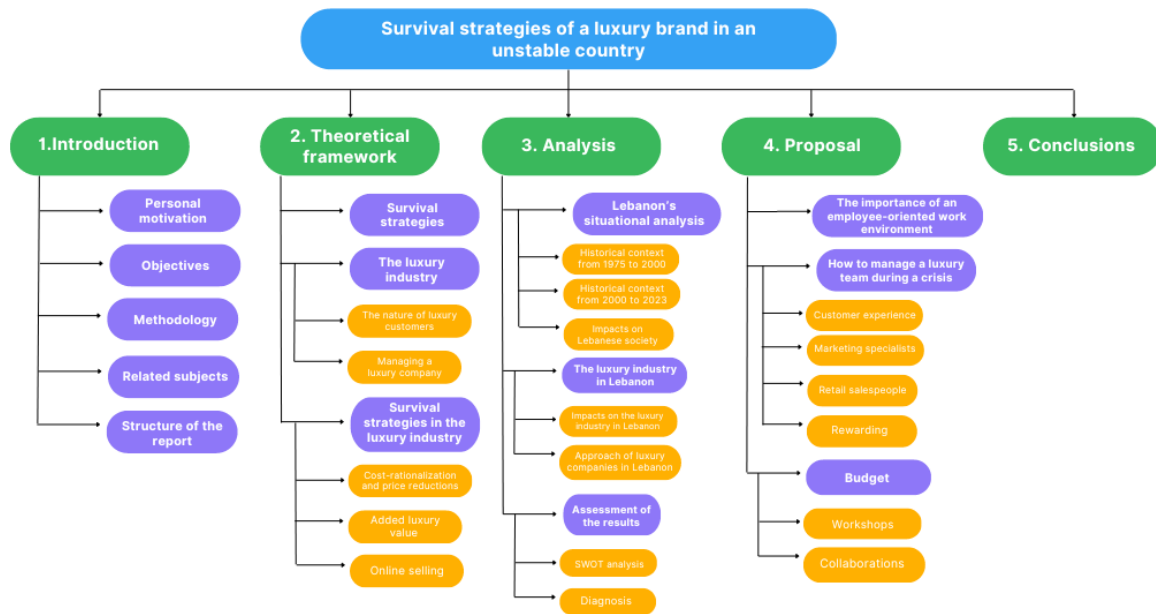 Survival strategies of a luxury brand in an
unstable country
1.Introduction
Personal
motivation
Objectives
Methodology
Related subjects
Structure of the
report
2. Theoretical
framework
Survival
strategies
The luxury
industry
The nature of luxury
customers
Managing a
luxury company
Survival
strategies in the
luxury industry
Cost-rationalization
and price reductions
Added luxury
value
Online selling
3. Analysis
Lebanon's
situational analysis
Historical context
from 1975 to 2000
Historical context
from 2000 to 2023
Impacts on
Lebanese society
The luxury industry
in Lebanon
Impacts on the luxury
industry in Lebanon
Approach of luxury
companies in Lebanon
Assessment of
the results
SWOT analysis
Diagnosis
4. Proposal
The importance of an
employee-oriented work
environment
How to manage a luxury
team during a crisis
Customer experience
Marketing specialists
Retail salespeople
Rewarding
Budget
Workshops
Collaborations
5. Conclusions